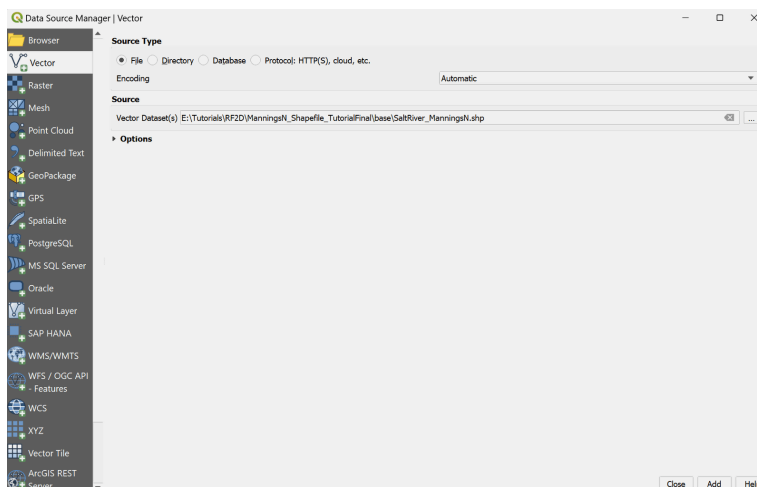 Data Source Manager | Vector
Browser
Vector
Raster
Mesh
Point Cloud
Delimited Text
GeoPackage
GPS
SpatiaLite
PostgreSQL
MS SQL Server
Oracle
Virtual Layer
SAP HANA
WMS/WMTS
WFS / OGC API
- Features
WCS
XYZ
Vector Tile
ArcGIS REST
Server
Source Type
File Directory Database Protocol: HTTP(S), cloud, etc.
Encoding Automatic
Source
Vector Dataset(s) E:\Tutorials\RF2D\ManningsN_Shapefile_TutorialFinal\base\SaltRiver_ManningsN.shp ...
Options
Close Add Hel